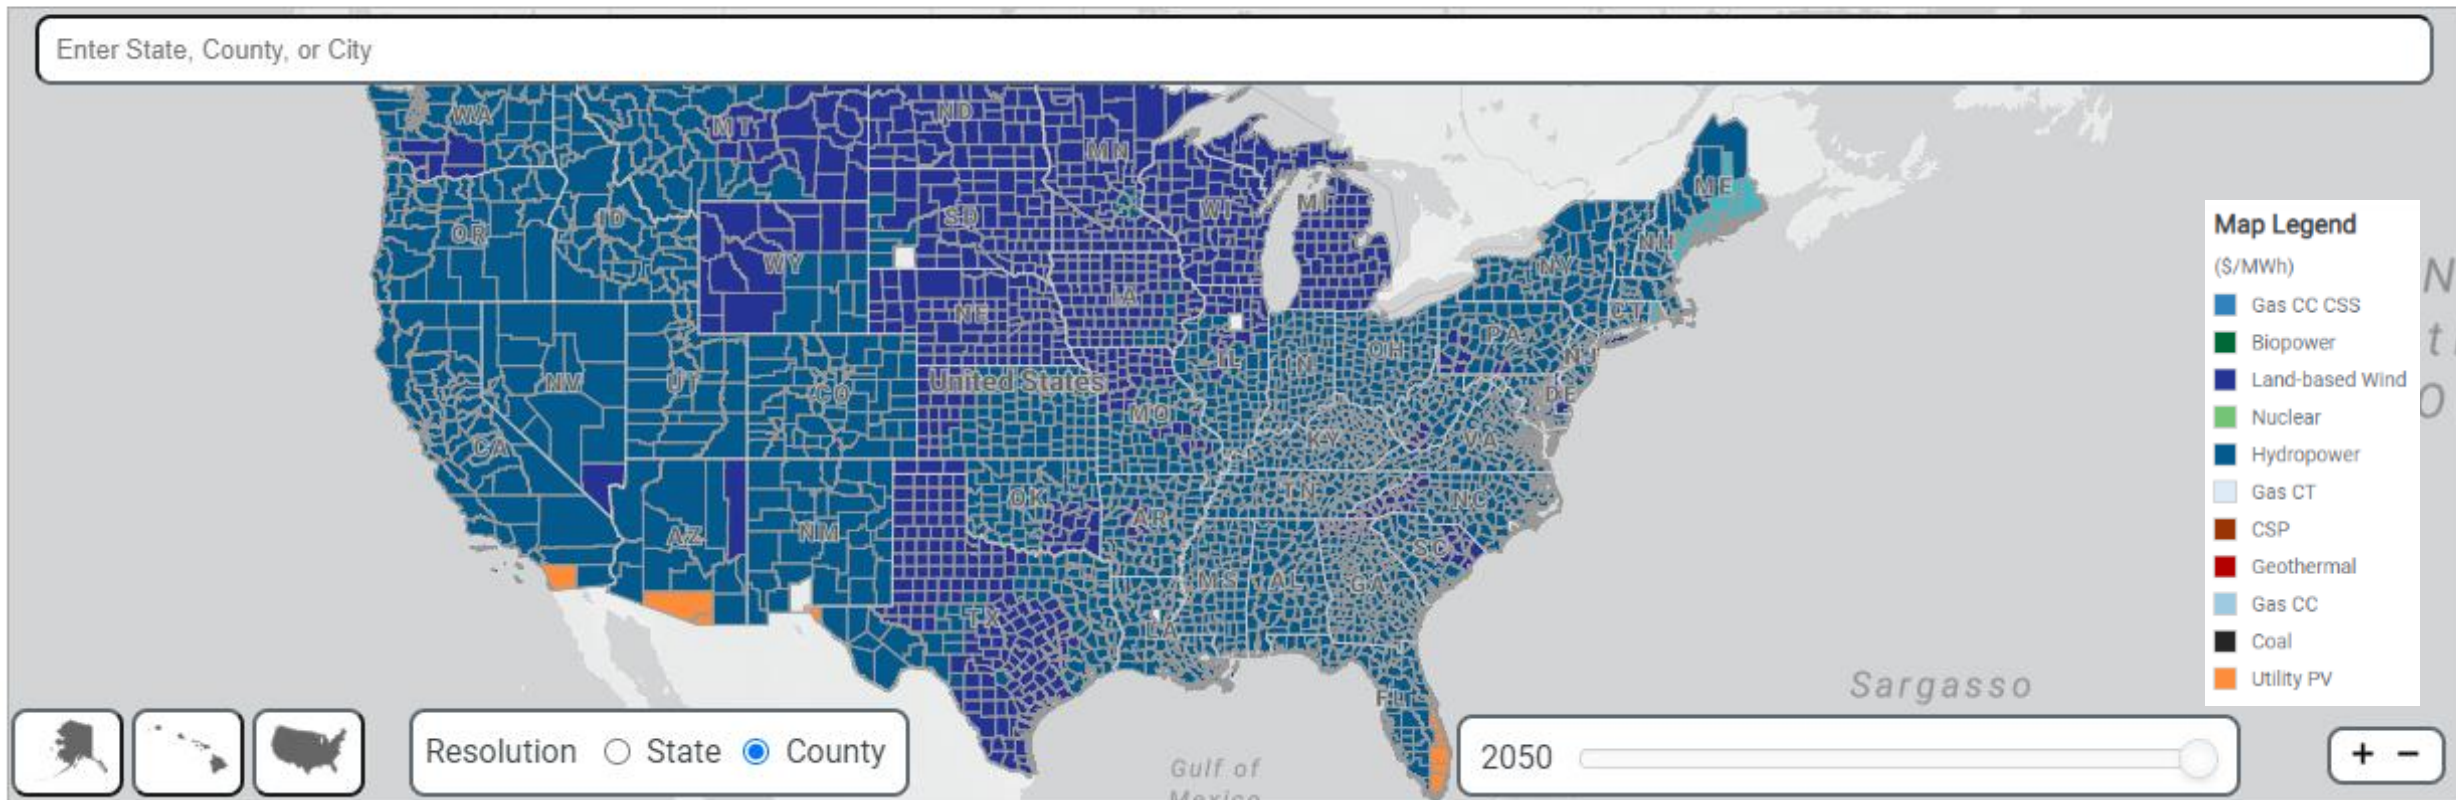 Enter State, County, or City
WA
MT
ND
MN
ME
OR
ID
SD
WI
MI
NH
WY
NY
IA
NE
CT
PA
IL
IN
OH
NJ
NV
UT
CO
United States
DE
MO
CA
KY
VA
OK
TN
NC
AZ
NM
AR
SC
MS
AL
GA
TX
LA
FL
Map Legend
($/MWh)
Gas CC CSS
Biopower
Land-based Wind
Nuclear
Hydropower
Gas CT
CSP
Geothermal
Gas CC
Coal
Utility PV
N
O
Sargasso
Resolution State County
2050
Gulf of
Mexico
+ −